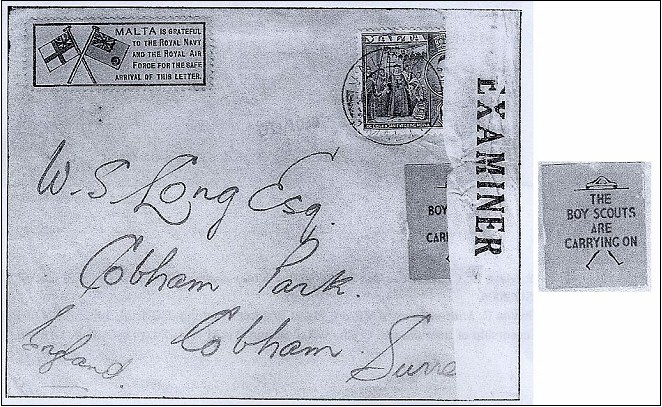 MALTA IS GRATEFUL
TO THE ROYAL NAVY
AND THE ROYAL AIR
FORCE FOR THE SAFE
ARRIVAL OF THIS LETTER.
EXAMINER
BOY
CARR
W. S Long Esq.
Cobham Park.
Cobham Surre
England
THE
BOY SCOUTS
ARE
CARRYING ON